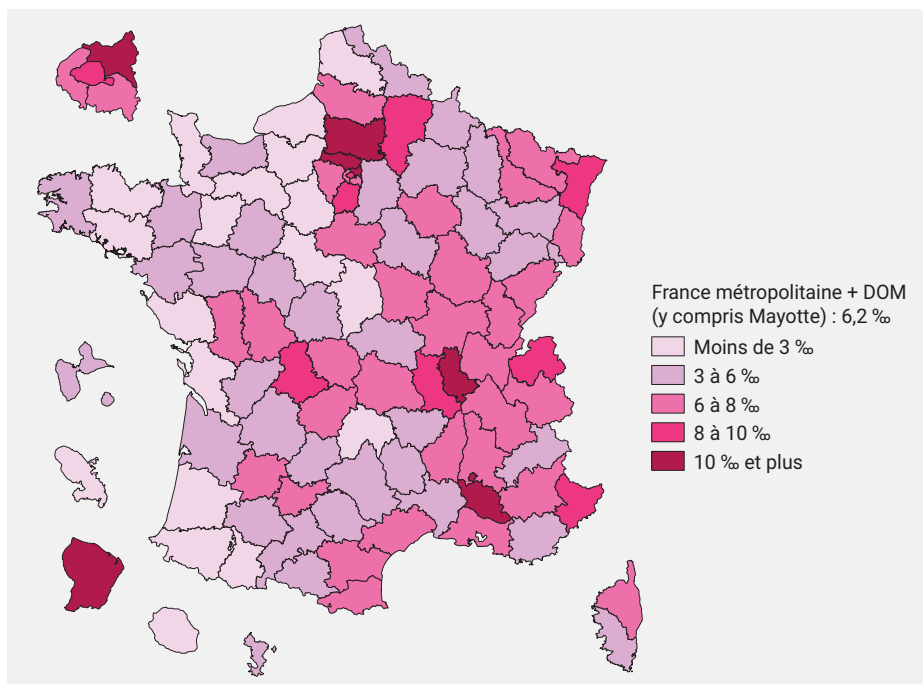 France métropolitaine + DOM
(y compris Mayotte) : 6,2 ‰
Moins de 3 ‰
3 à 6 ‰
6 à 8 ‰
8 à 10 ‰
10 ‰ et plus